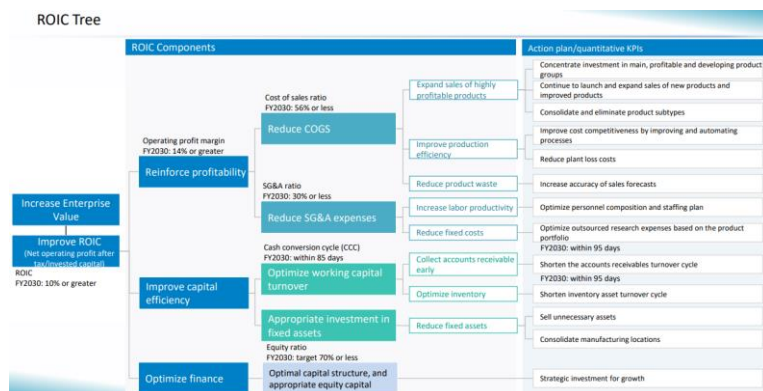 ROIC Tree
ROIC Components
Action plan/quantitative KPIs
Increase Enterprise
Value
Improve ROIC
(Net operating profit after
tax/invested capital)
ROIC
FY2030: 10% or greater
Operating profit margin
FY2030: 14% or greater
Reinforce profitability
Cost of sales ratio
FY2030: 56% or less
Reduce COGS
Expand sales of highly
profitable products
Concentrate investment in main, profitable and developing product
groups
Continue to launch and expand sales of new products and
improved products
Consolidate and eliminate product subtypes
Improve production
efficiency
Improve cost competitiveness by improving and automating
processes
Reduce plant loss costs
Reduce product waste
Increase accuracy of sales forecasts
SG&A ratio
FY2030: 30% or less
Reduce SG&A expenses
Increase labor productivity
Optimize personnel composition and staffing plan
Reduce fixed costs
Optimize outsourced research expenses based on the product
portfolio
Improve capital
efficiency
Cash conversion cycle (CCC)
FY2030: within 85 days
Optimize working capital
turnover
Collect accounts receivable
early
FY2030: within 95 days
Shorten the accounts receivables turnover cycle
Optimize inventory
FY2030: within 95 days
Shorten inventory asset turnover cycle
Appropriate investment in
fixed assets
Reduce fixed assets
Sell unnecessary assets
Consolidate manufacturing locations
Optimize finance
Equity ratio
FY2030: target 70% or less
Optimal capital structure, and
appropriate equity capital
Strategic investment for growth